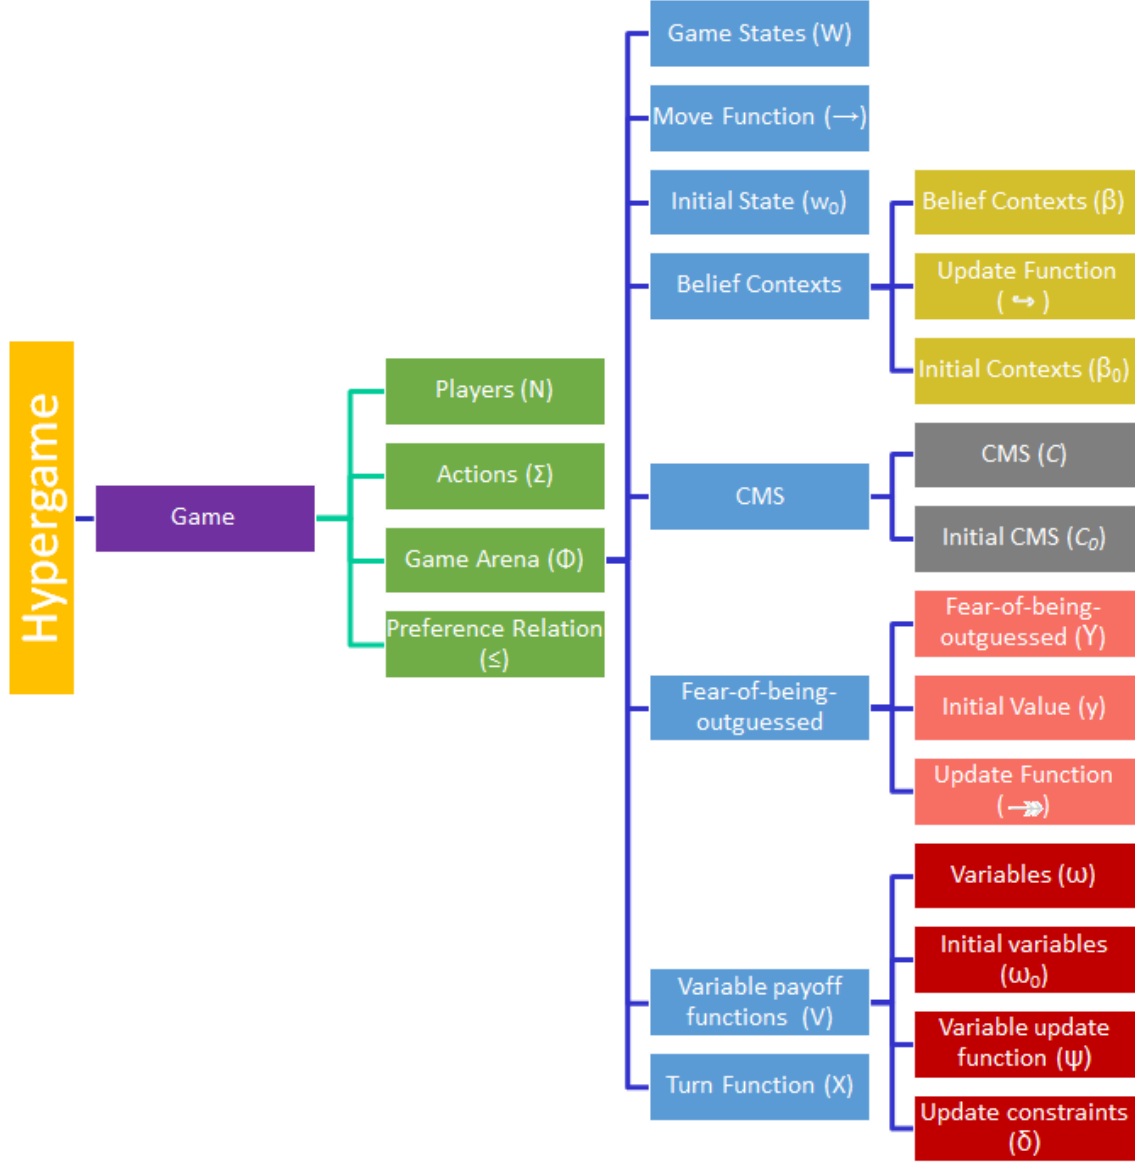 Hypergame
Game
Players (N)
Actions (Σ)
Game Arena (Φ)
Preference Relation
(≤)
Game States (W)
Move Function (→)
Initial State (w₀)
Belief Contexts
CMS
Fear-of-being-
outguessed
Variable payoff
functions (V)
Turn Function (X)
Belief Contexts (β)
Update Function
( ↪ )
Initial Contexts (β₀)
CMS (C)
Initial CMS (C₀)
Fear-of-being-
outguessed (Υ)
Initial Value (y)
Update Function
( ➳ )
Variables (ω)
Initial variables
(ω₀)
Variable update
function (ψ)
Update constraints
(δ)